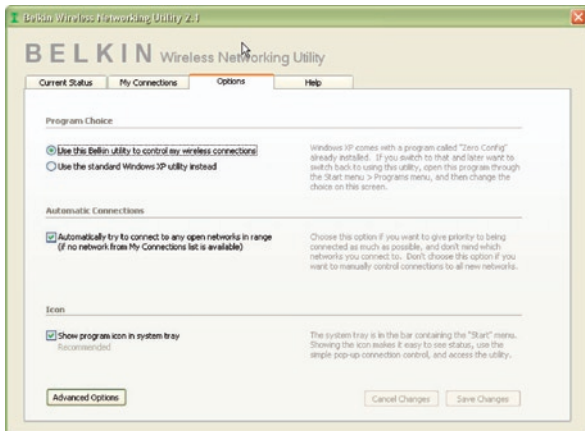 Belkin Wireless Networking Utility 2.1
BELKIN Wireless Networking Utility
Current Status My Connections Options Help
Program Choice
Use this Belkin utility to control my wireless connections
Use the standard Windows XP utility instead
Windows XP comes with a program called "Zero Config"
already installed. If you switch to that and later want to
switch back to using this utility, open this program through
the Start menu > Programs menu, and then change the
choice on this screen.
Automatic Connections
Automatically try to connect to any open networks in range
(if no network from My Connections list is available)
Choose this option if you want to give priority to being
connected as much as possible, and don't mind which
networks you connect to. Don't choose this option if you
want to manually control connections to all new networks.
Icon
Show program icon in system tray
Recommended
The system tray is in the bar containing the "Start" menu.
Showing the icon makes it easy to see status, use the
simple pop-up connection control, and access the utility.
Advanced Options Cancel Changes Save Changes